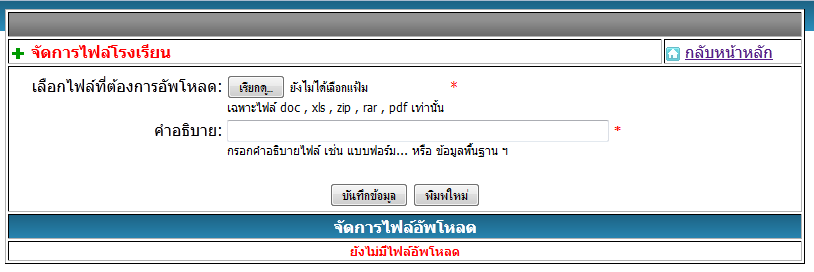 จัดการไฟล์โรงเรียน
กลับหน้าหลัก
เลือกไฟล์ที่ต้องการอัพโหลด: เรียกดู... ยังไม่ได้เลือกแฟ้ม *
เฉพาะไฟล์ doc , xls , zip , rar , pdf เท่านั้น
คำอธิบาย: *
กรอกคำอธิบายไฟล์ เช่น แบบฟอร์ม... หรือ ข้อมูลพื้นฐาน ฯ
บันทึกข้อมูล พิมพ์ใหม่
จัดการไฟล์อัพโหลด
ยังไม่มีไฟล์อัพโหลด